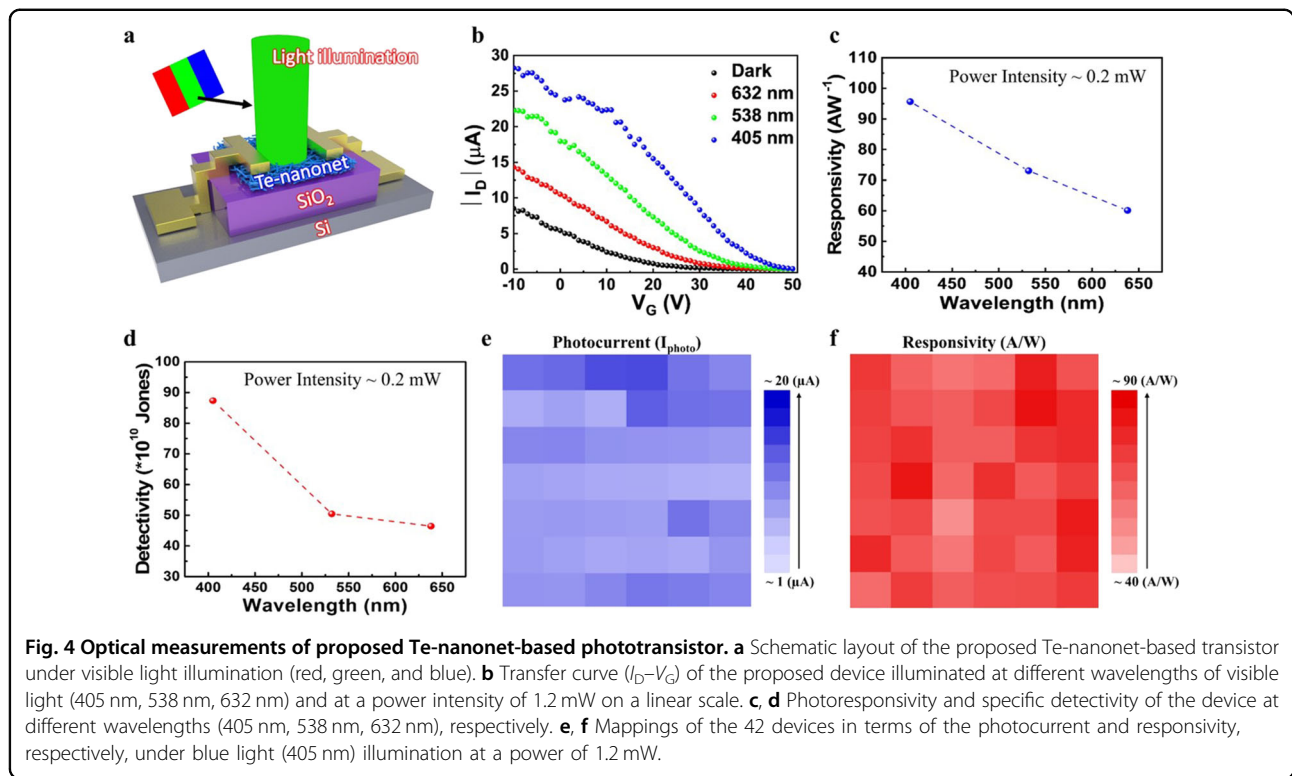 a
Light illumination
Te-nanonet
SiO2
Si
b
30
25
20
15
10
5
0
|ID| (μA)
Dark
632 nm
538 nm
405 nm
-10 0 10 20 30 40 50
VG (V)
c
110
100
90
80
70
60
50
40
Responsivity (AW-1)
Power Intensity ~ 0.2 mW
400 450 500 550 600 650
Wavelength (nm)
d
100
90
80
70
60
50
40
30
Detectivity (*10^10 Jones)
Power Intensity ~ 0.2 mW
400 450 500 550 600 650
Wavelength (nm)
e
Photocurrent (Iphoto)
~ 20 (μA)
~ 1 (μA)
f
Responsivity (A/W)
~ 90 (A/W)
~ 40 (A/W)
Fig. 4 Optical measurements of proposed Te-nanonet-based phototransistor. a Schematic layout of the proposed Te-nanonet-based transistor
under visible light illumination (red, green, and blue). b Transfer curve (ID–VG) of the proposed device illuminated at different wavelengths of visible
light (405 nm, 538 nm, 632 nm) and at a power intensity of 1.2 mW on a linear scale. c, d Photoresponsivity and specific detectivity of the device at
different wavelengths (405 nm, 538 nm, 632 nm), respectively. e, f Mappings of the 42 devices in terms of the photocurrent and responsivity,
respectively, under blue light (405 nm) illumination at a power of 1.2 mW.